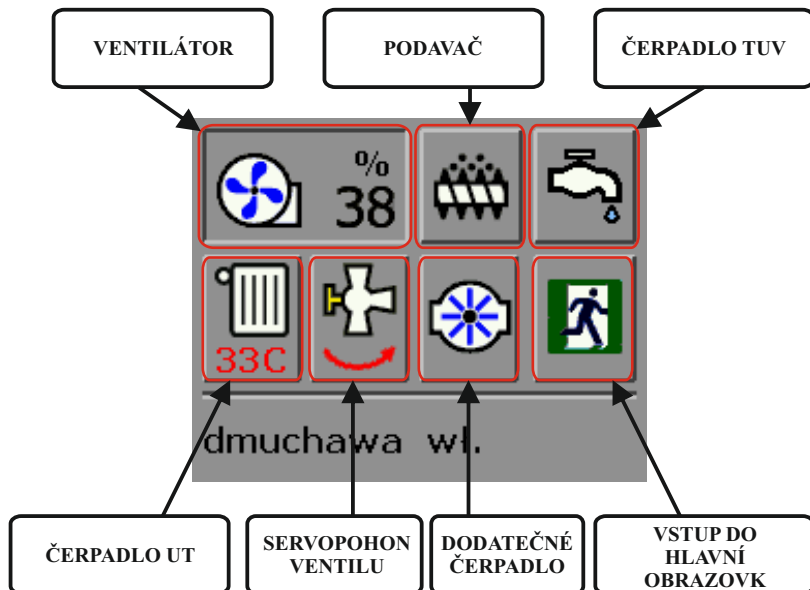 VENTILÁTOR
PODAVAČ
ČERPADLO TUV
%
38
33C
dmuchawa wł.
ČERPADLO UT
SERVOPOHON
VENTILU
DODATEČNÉ
ČERPADLO
VSTUP DO
HLAVNÍ
OBRAZOVK